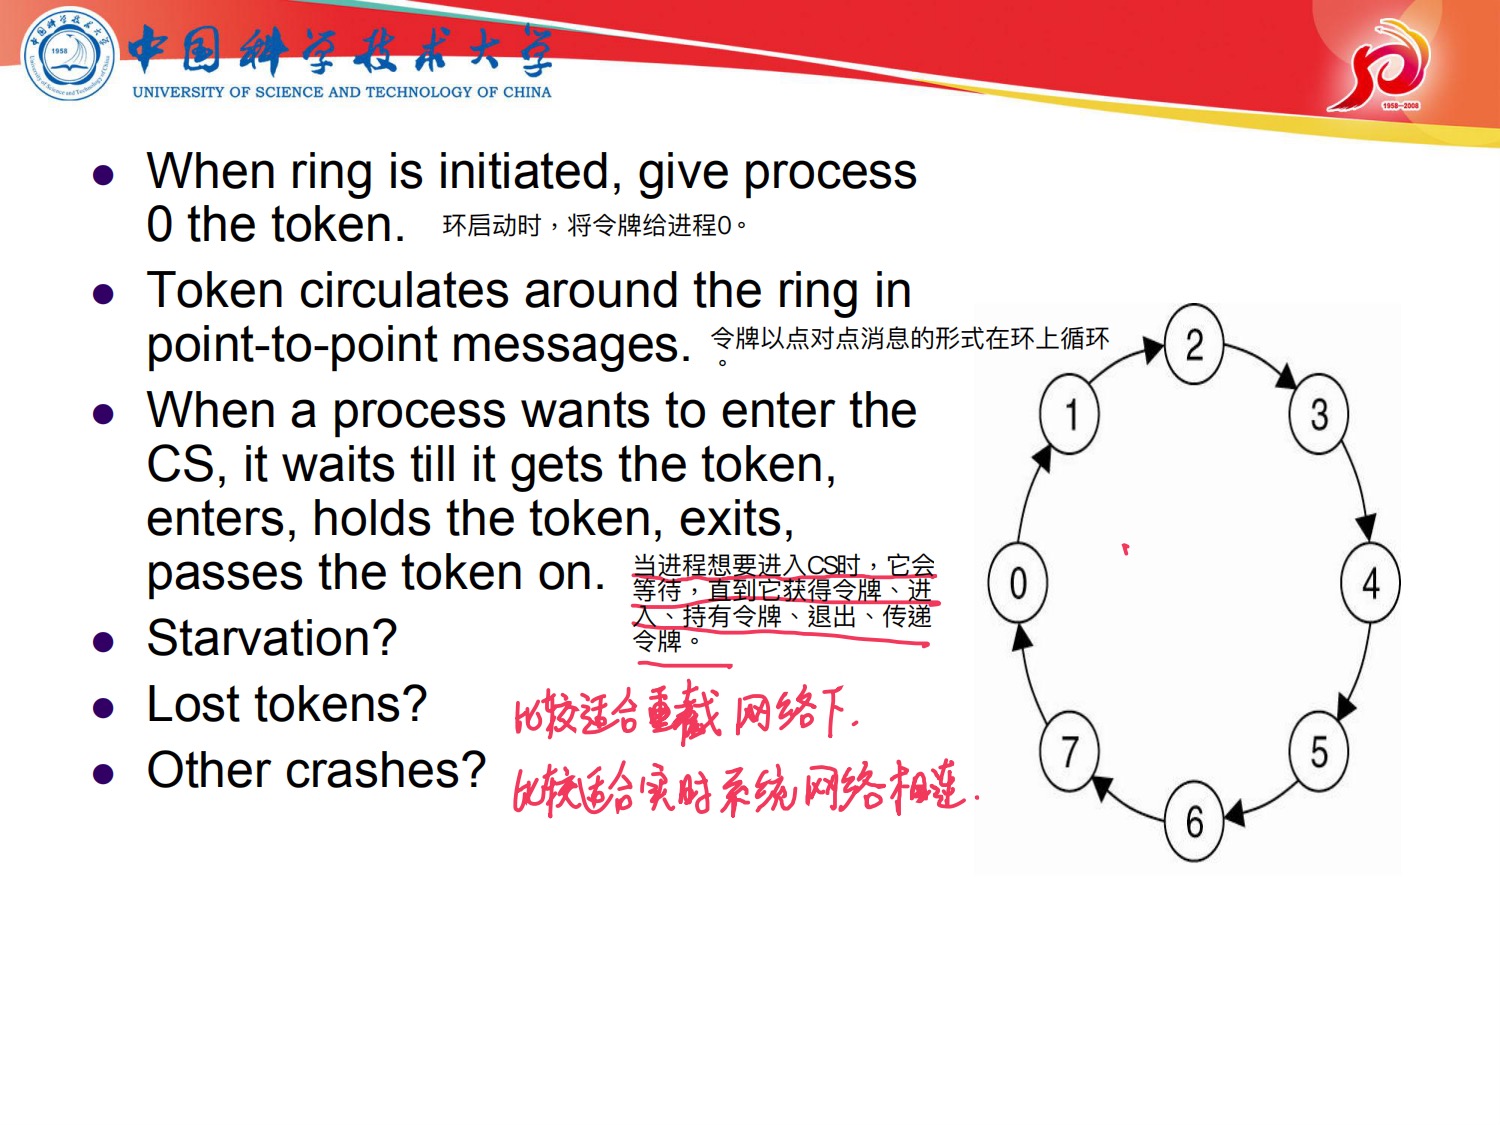 中国科学技术大学
UNIVERSITY OF SCIENCE AND TECHNOLOGY OF CHINA
1958
1958-2008
When ring is initiated, give process
0 the token.
环启动时，将令牌给进程0。
Token circulates around the ring in
point-to-point messages.
令牌以点对点消息的形式在环上循环
。
When a process wants to enter the
CS, it waits till it gets the token,
enters, holds the token, exits,
passes the token on.
当进程想要进入CS时，它会
等待，直到它获得令牌、进
入、持有令牌、退出、传递
令牌。
Starvation?
Lost tokens?
比较适合重载网络下.
Other crashes?
比较适合实时系统网络相连.
2
1
3
0
4
7
5
6